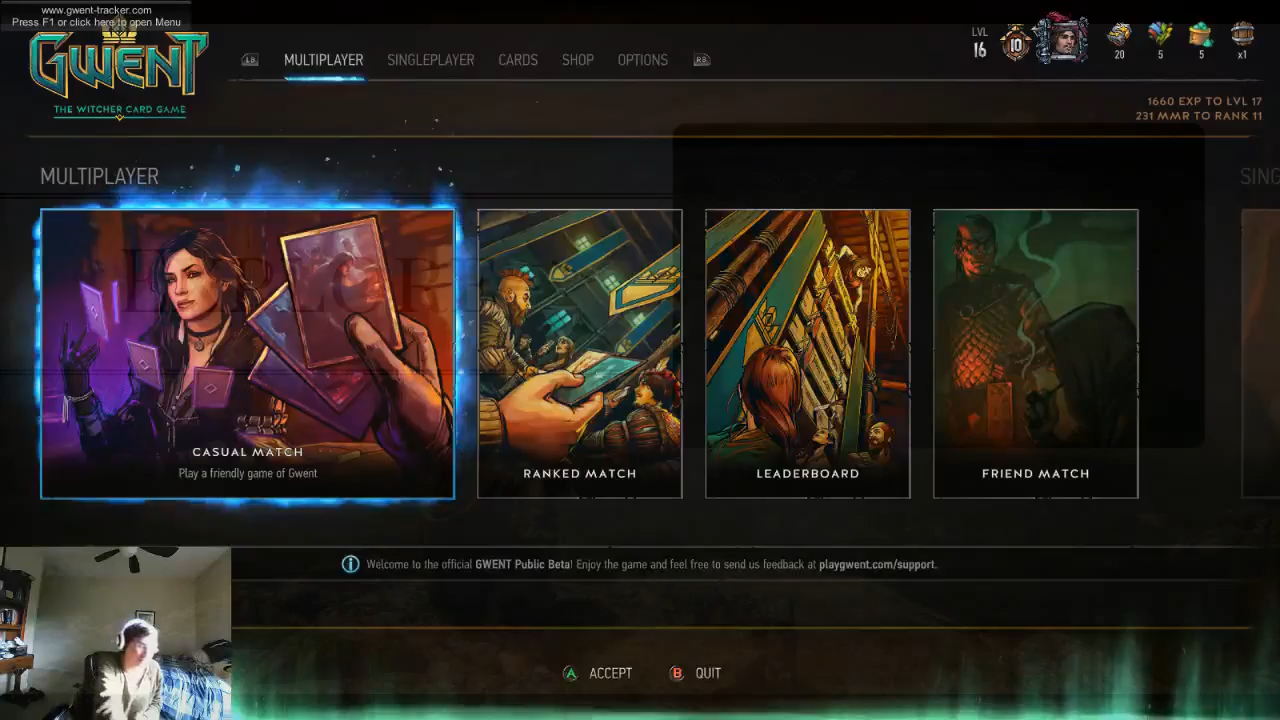 www.gwent-tracker.com
Press F1 or click here to open Menu
GWENT
THE WITCHER CARD GAME
LB MULTIPLAYER SINGLEPLAYER CARDS SHOP OPTIONS RB
LVL
16
10
20
5
5
x1
1660 EXP TO LVL 17
231 MMR TO RANK 11
MULTIPLAYER
SING
EXPLORE
CASUAL MATCH
Play a friendly game of Gwent
RANKED MATCH
LEADERBOARD
FRIEND MATCH
Welcome to the official GWENT Public Beta! Enjoy the game and feel free to send us feedback at playgwent.com/support.
A ACCEPT
B QUIT